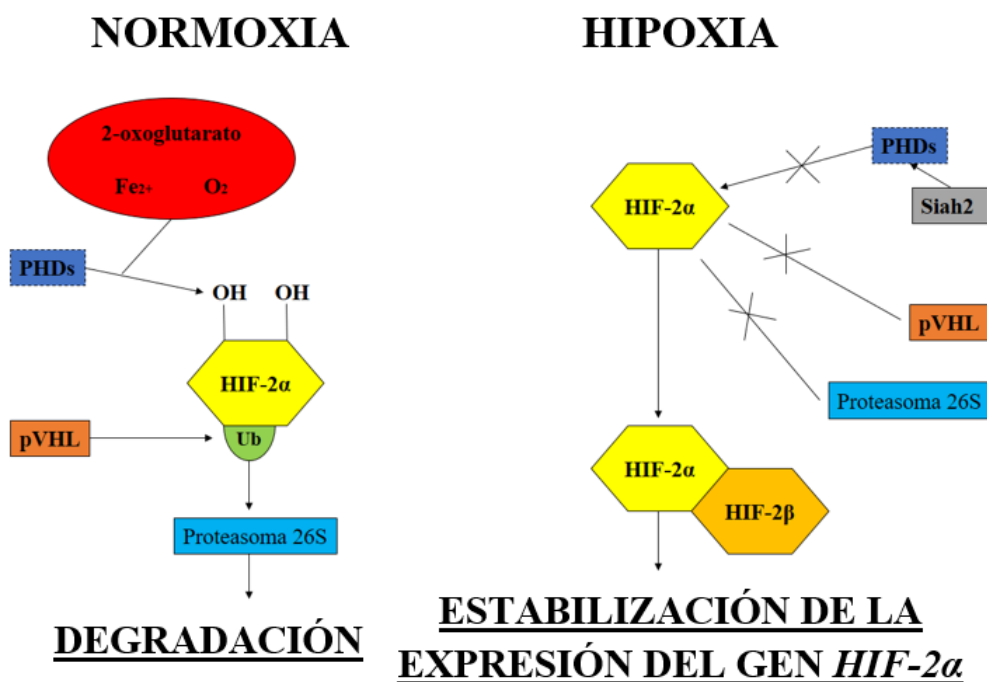 NORMOXIA
2-oxoglutarato
Fe₂₊ O₂
PHDs
OH OH
HIF-2α
pVHL
Ub
Proteasoma 26S
DEGRADACIÓN
HIPOXIA
PHDs
Siah2
HIF-2α
pVHL
Proteasoma 26S
HIF-2α
HIF-2β
ESTABILIZACIÓN DE LA
EXPRESIÓN DEL GEN HIF-2α